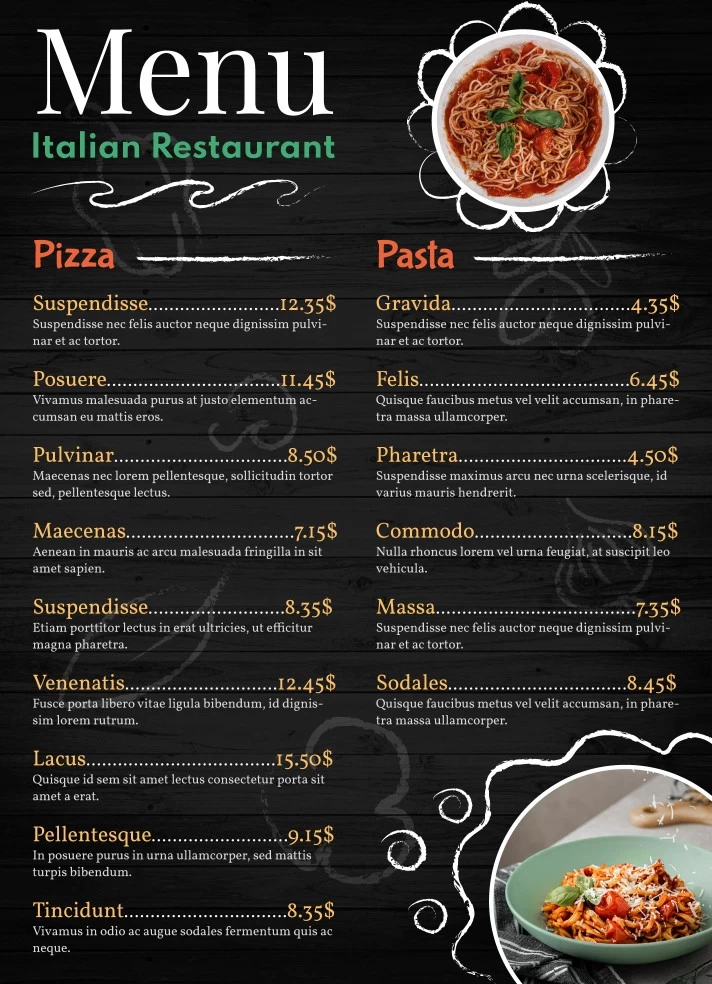 Menu
Italian Restaurant
Pizza
Suspendisse.......................12.35$
Suspendisse nec felis auctor neque dignissim pulvi-
nar et ac tortor.
Posuere..............................11.45$
Vivamus malesuada purus at justo elementum ac-
cumsan eu mattis eros.
Pulvinar..............................8.50$
Maecenas nec lorem pellentesque, sollicitudin tortor
sed, pellentesque lectus.
Maecenas.............................7.15$
Aenean in mauris ac arcu malesuada fringilla in sit
amet sapien.
Suspendisse........................8.35$
Etiam porttitor lectus in erat ultricies, ut efficitur
magna pharetra.
Venenatis...........................12.45$
Fusce porta libero vitae ligula bibendum, id dignis-
sim lorem rutrum.
Lacus.................................15.50$
Quisque id sem sit amet lectus consectetur porta sit
amet a erat.
Pellentesque........................9.15$
In posuere purus in urna ullamcorper, sed mattis
turpis bibendum.
Tincidunt............................8.35$
Vivamus in odio ac augue sodales fermentum quis ac
neque.
Pasta
Gravida...............................4.35$
Suspendisse nec felis auctor neque dignissim pulvi-
nar et ac tortor.
Felis....................................6.45$
Quisque faucibus metus vel velit accumsan, in phare-
tra massa ullamcorper.
Pharetra.............................4.50$
Suspendisse maximus arcu nec urna scelerisque, id
varius mauris hendrerit.
Commodo...........................8.15$
Nulla rhoncus lorem vel urna feugiat, at suscipit leo
vehicula.
Massa..................................7.35$
Suspendisse nec felis auctor neque dignissim pulvi-
nar et ac tortor.
Sodales...............................8.45$
Quisque faucibus metus vel velit accumsan, in phare-
tra massa ullamcorper.